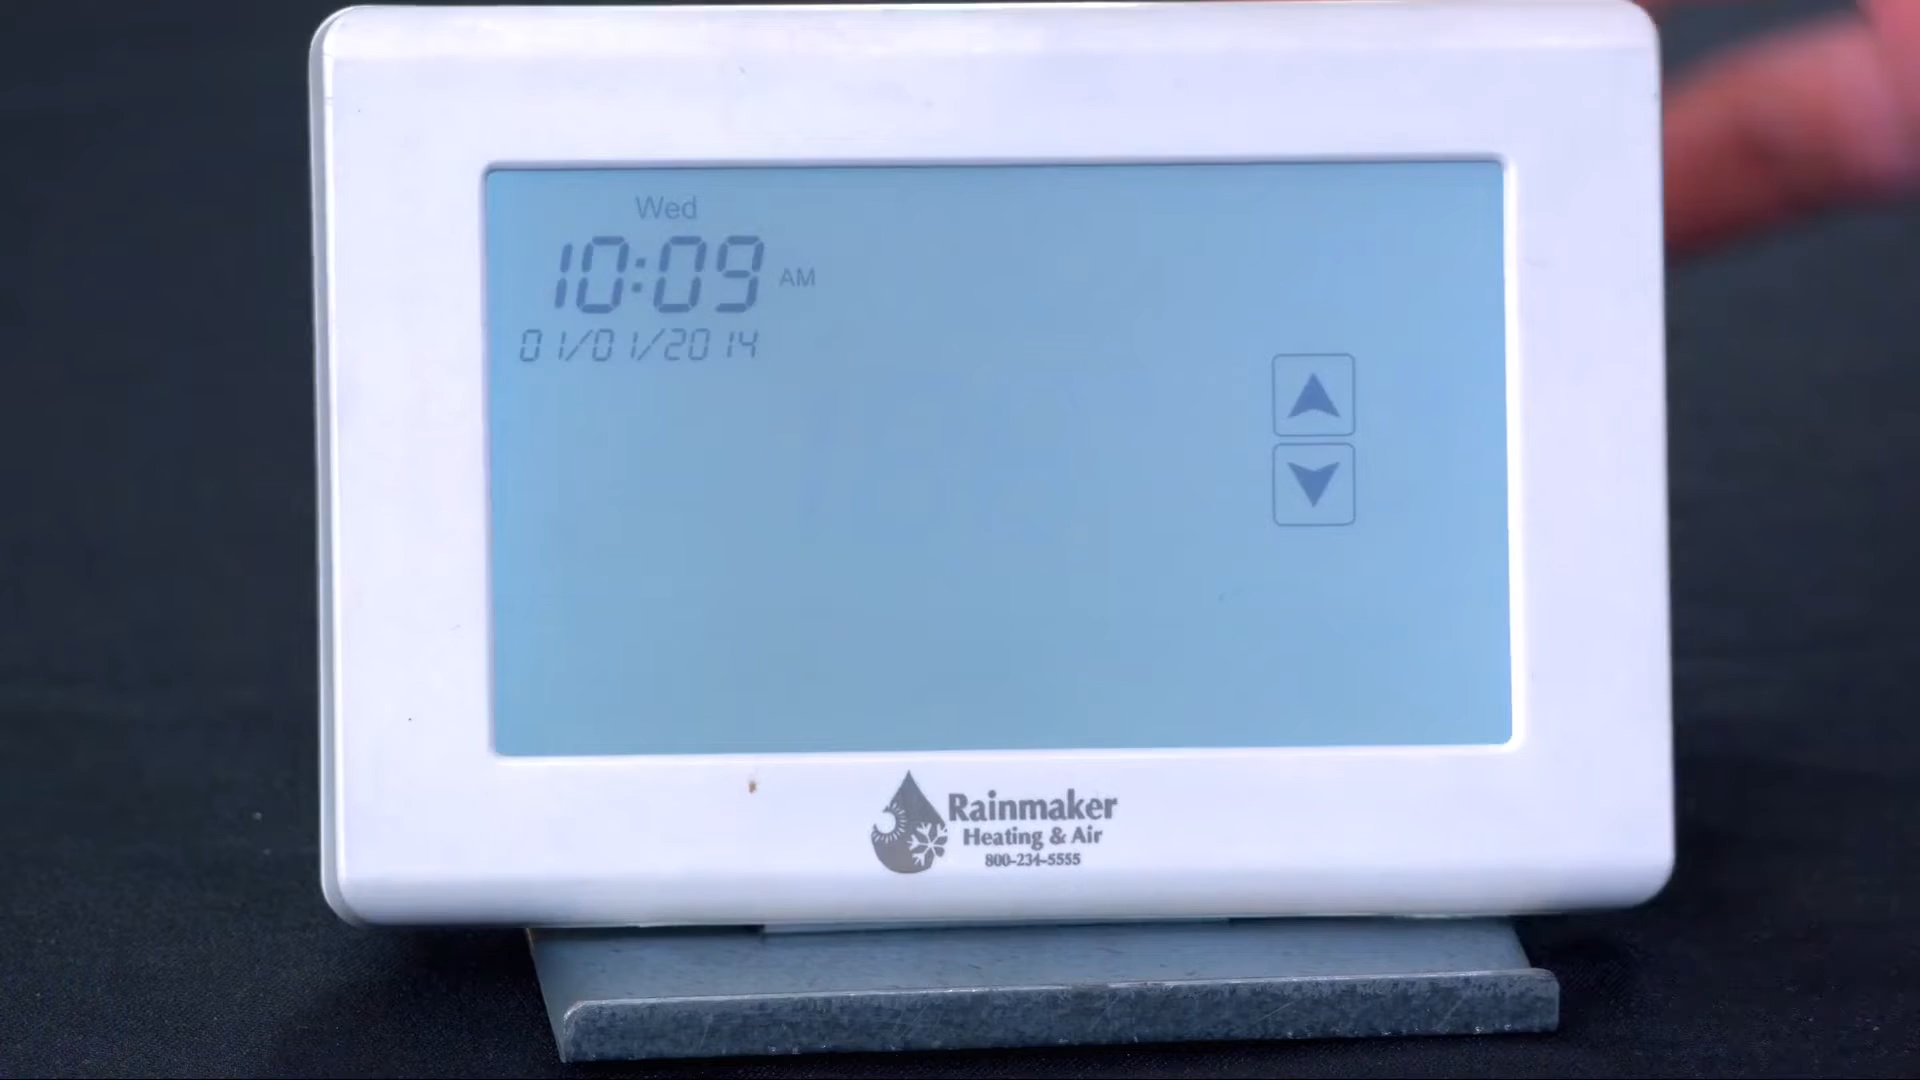 Wed
10:09 AM
01/01/2014
Rainmaker
Heating & Air
800-234-5555